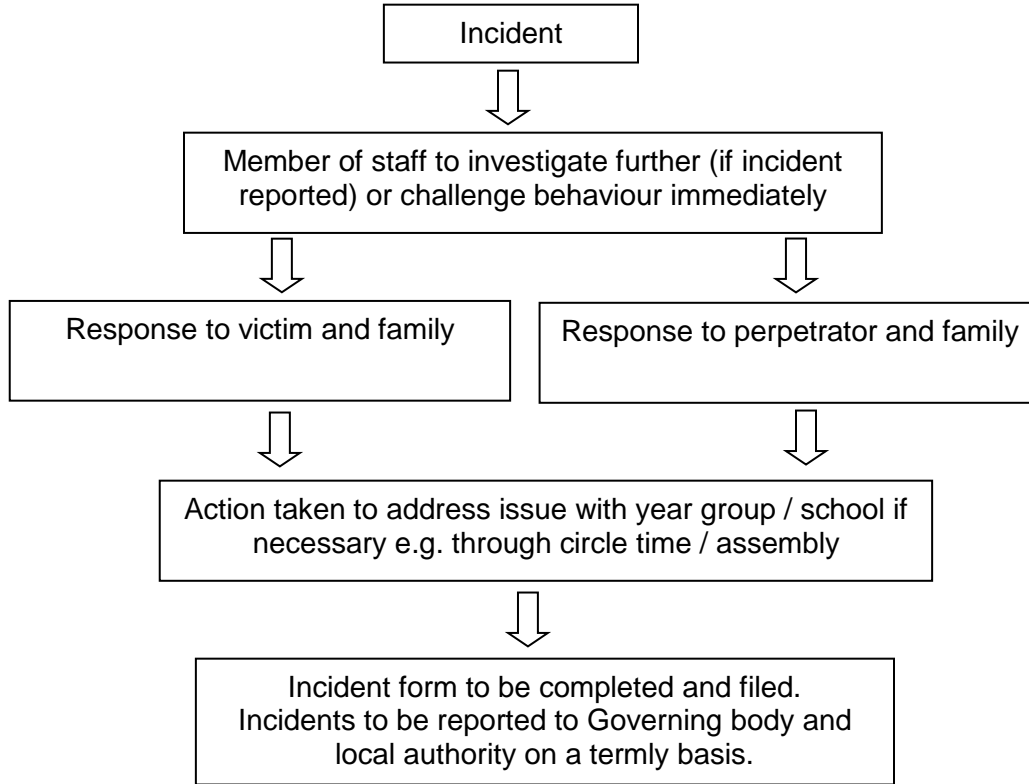 Incident
Member of staff to investigate further (if incident
reported) or challenge behaviour immediately
Response to victim and family
Response to perpetrator and family
Action taken to address issue with year group / school if
necessary e.g. through circle time / assembly
Incident form to be completed and filed.
Incidents to be reported to Governing body and
local authority on a termly basis.